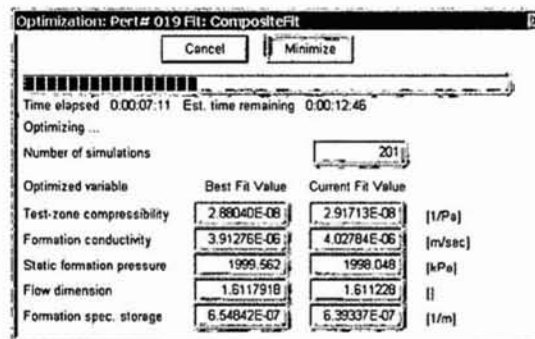 Optimization: Pert# 019 Fit: CompositeFit
Cancel Minimize
Time elapsed 0:00:07:11 Est. time remaining 0:00:12:46
Optimizing ...
Number of simulations 201
Optimized variable Best Fit Value Current Fit Value
Test-zone compressibility 2.88040E-08 2.91713E-08 [1/Pa]
Formation conductivity 3.91276E-06 4.02784E-06 [m/sec]
Static formation pressure 1999.562 1998.048 [kPa]
Flow dimension 1.6117918 1.611228 []
Formation spec. storage 6.54842E-07 6.39337E-07 [1/m]